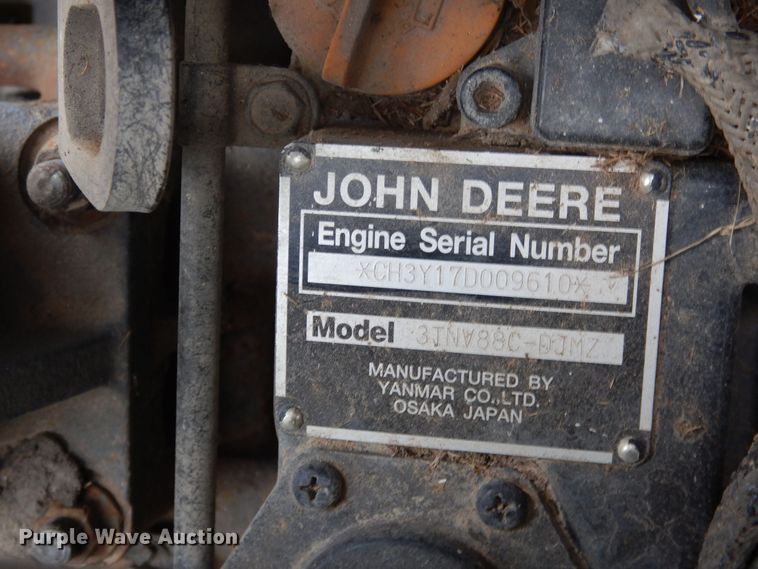 JOHN DEERE
Engine Serial Number
*CH3Y17D009610*
Model 3TNV88C-DJMZ
MANUFACTURED BY
YANMAR CO.,LTD.
OSAKA JAPAN
Purple Wave Auction